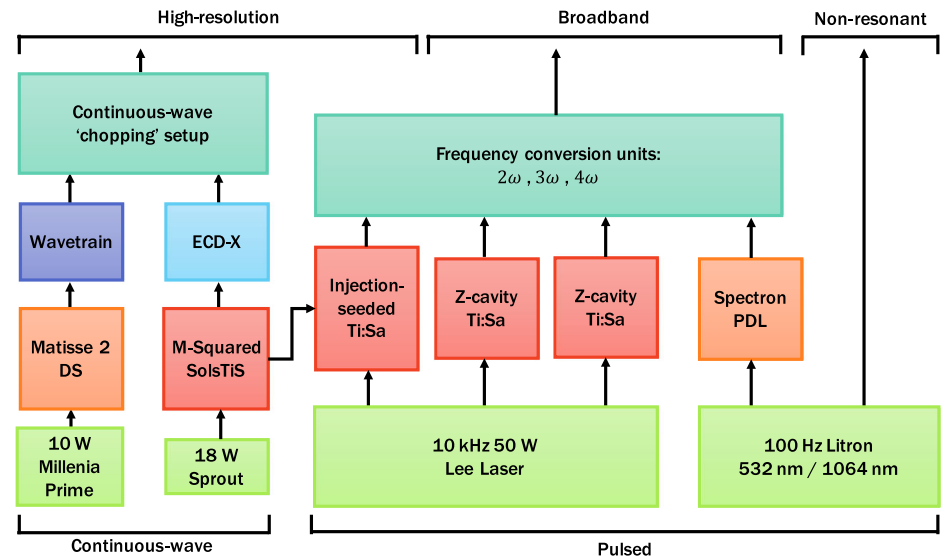 High-resolution
Broadband
Non-resonant
Continuous-wave
‘chopping’ setup
Frequency conversion units:
2ω , 3ω , 4ω
Wavetrain
ECD-X
Injection-
seeded
Ti:Sa
Z-cavity
Ti:Sa
Z-cavity
Ti:Sa
Spectron
PDL
Matisse 2
DS
M-Squared
SolsTiS
10 W
Millenia
Prime
18 W
Sprout
10 kHz 50 W
Lee Laser
100 Hz Litron
532 nm / 1064 nm
Continuous-wave
Pulsed